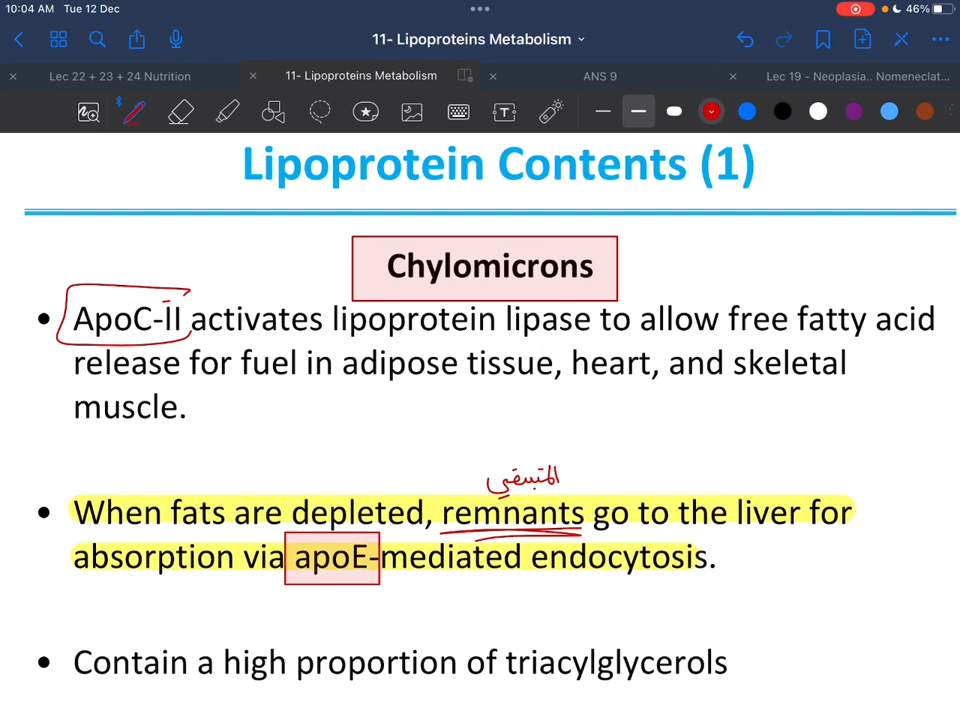 10:04 AM Tue 12 Dec
46%
11- Lipoproteins Metabolism
Lec 22 + 23 + 24 Nutrition
11- Lipoproteins Metabolism
ANS 9
Lec 19 - Neoplasia.. Nomeneclat...
Lipoprotein Contents (1)
Chylomicrons
• ApoC-II activates lipoprotein lipase to allow free fatty acid
release for fuel in adipose tissue, heart, and skeletal
muscle.
المتبقي
• When fats are depleted, remnants go to the liver for
absorption via apoE-mediated endocytosis.
• Contain a high proportion of triacylglycerols